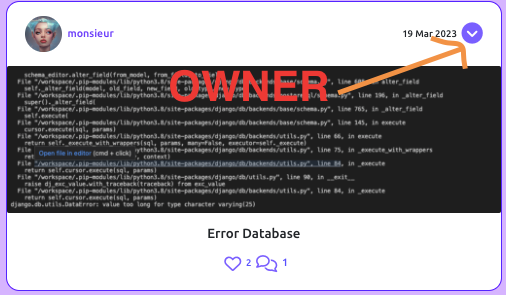 monsieur
19 Mar 2023
OWNER
schema_editor.alter_field(from_model, from_
File "/workspace/.pip-modules/lib/python3.8/site-packages/django/db/backends/base/schema.py", line 608, in alter_field
self._alter_field(model, old_field, new_field,
File "/workspace/.pip-modules/lib/python3.8/site-packages/django/db/backends/postgresql/schema.py", line 196, in _alter_field
super()._alter_field(
File "/workspace/.pip-modules/lib/python3.8/site-packages/django/db/backends/base/schema.py", line 765, in _alter_field
self.execute(
File "/workspace/.pip-modules/lib/python3.8/site-packages/django/db/backends/base/schema.py", line 145, in execute
cursor.execute(sql, params)
File "/workspace/.pip-modules/lib/python3.8/site-packages/django/db/backends/utils.py", line 66, in execute
return self._execute_with_wrappers(sql, params, many=False, executor=self._execute)
File "/workspace/.pip-modules/lib/python3.8/site-packages/django/db/backends/utils.py", line 75, in _execute_with_wrappers
ret Open file in editor (cmd + click) , context)
File "/workspace/.pip-modules/lib/python3.8/site-packages/django/db/backends/utils.py", line 84, in _execute
return self.cursor.execute(sql, params)
File "/workspace/.pip-modules/lib/python3.8/site-packages/django/db/utils.py", line 90, in __exit__
raise dj_exc_value.with_traceback(traceback) from exc_value
File "/workspace/.pip-modules/lib/python3.8/site-packages/django/db/backends/utils.py", line 84, in _execute
return self.cursor.execute(sql, params)
django.db.utils.DataError: value too long for type character varying(25)
Error Database
2 1